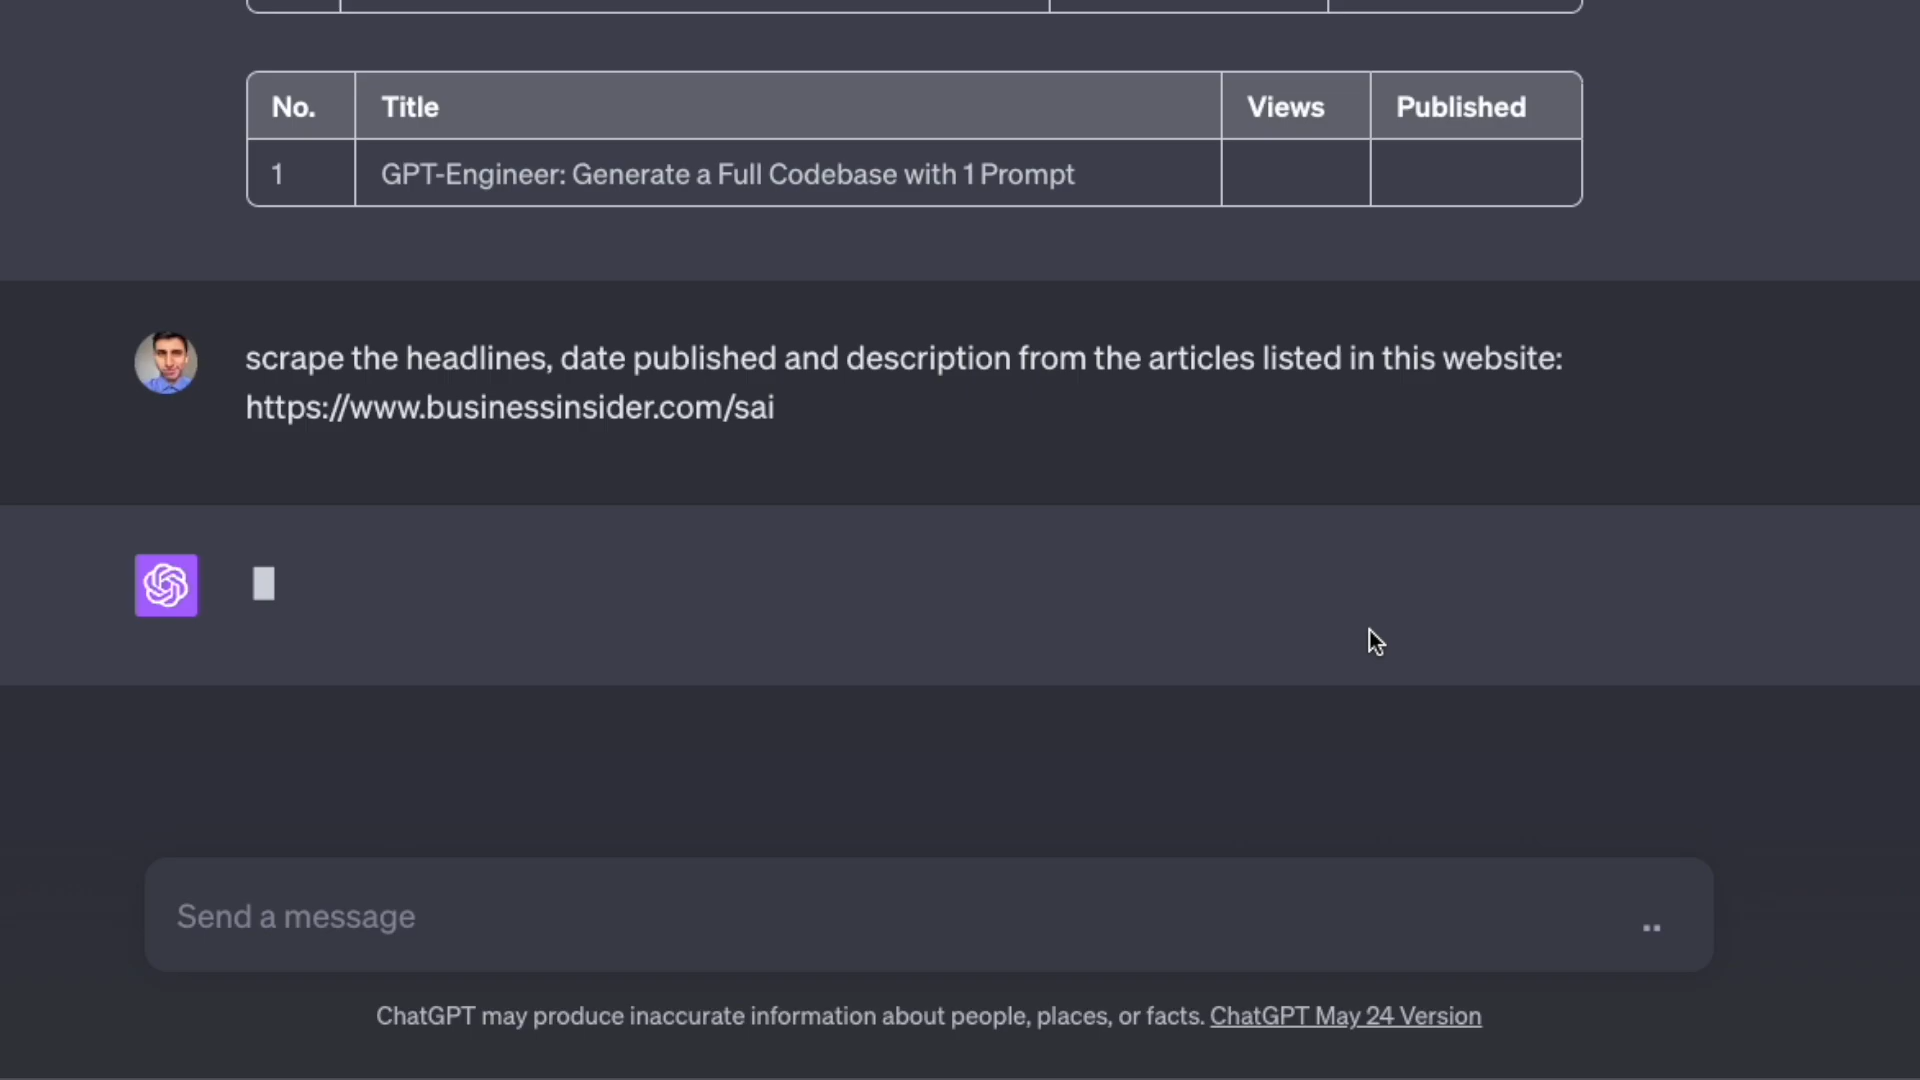 No. Title Views Published
1 GPT-Engineer: Generate a Full Codebase with 1 Prompt
scrape the headlines, date published and description from the articles listed in this website:
https://www.businessinsider.com/sai
Send a message
ChatGPT may produce inaccurate information about people, places, or facts. ChatGPT May 24 Version